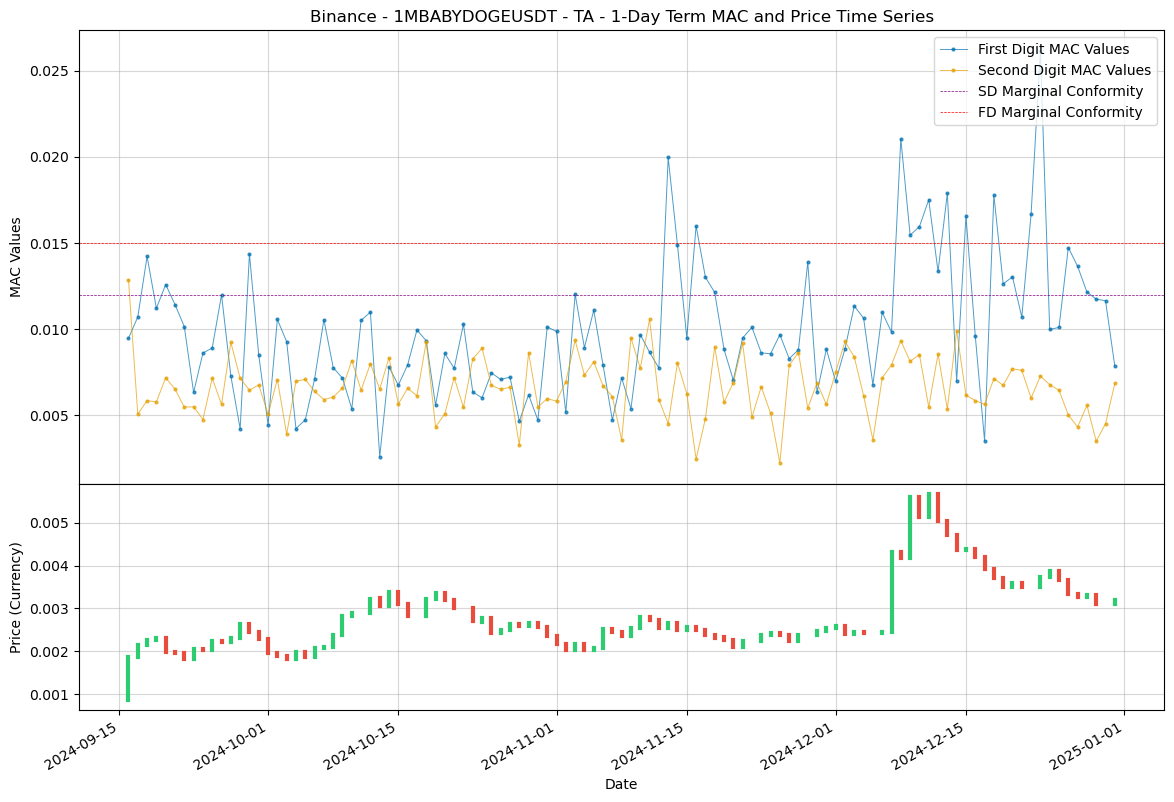 Binance - 1MBABYDOGEUSDT - TA - 1-Day Term MAC and Price Time Series
First Digit MAC Values
Second Digit MAC Values
SD Marginal Conformity
FD Marginal Conformity
MAC Values
0.025
0.020
0.015
0.010
0.005
Price (Currency)
0.005
0.004
0.003
0.002
0.001
2024-09-15
2024-10-01
2024-10-15
2024-11-01
2024-11-15
2024-12-01
2024-12-15
2025-01-01
Date